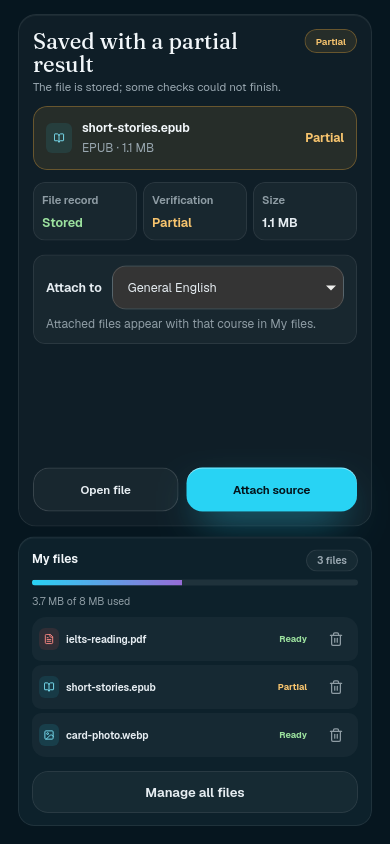 Saved with a partial
result
Partial
The file is stored; some checks could not finish.
short-stories.epub
EPUB · 1.1 MB
Partial
File record
Stored
Verification
Partial
Size
1.1 MB
Attach to
General English
Attached files appear with that course in My files.
Open file
Attach source
My files
3 files
3.7 MB of 8 MB used
ielts-reading.pdf
Ready
short-stories.epub
Partial
card-photo.webp
Ready
Manage all files